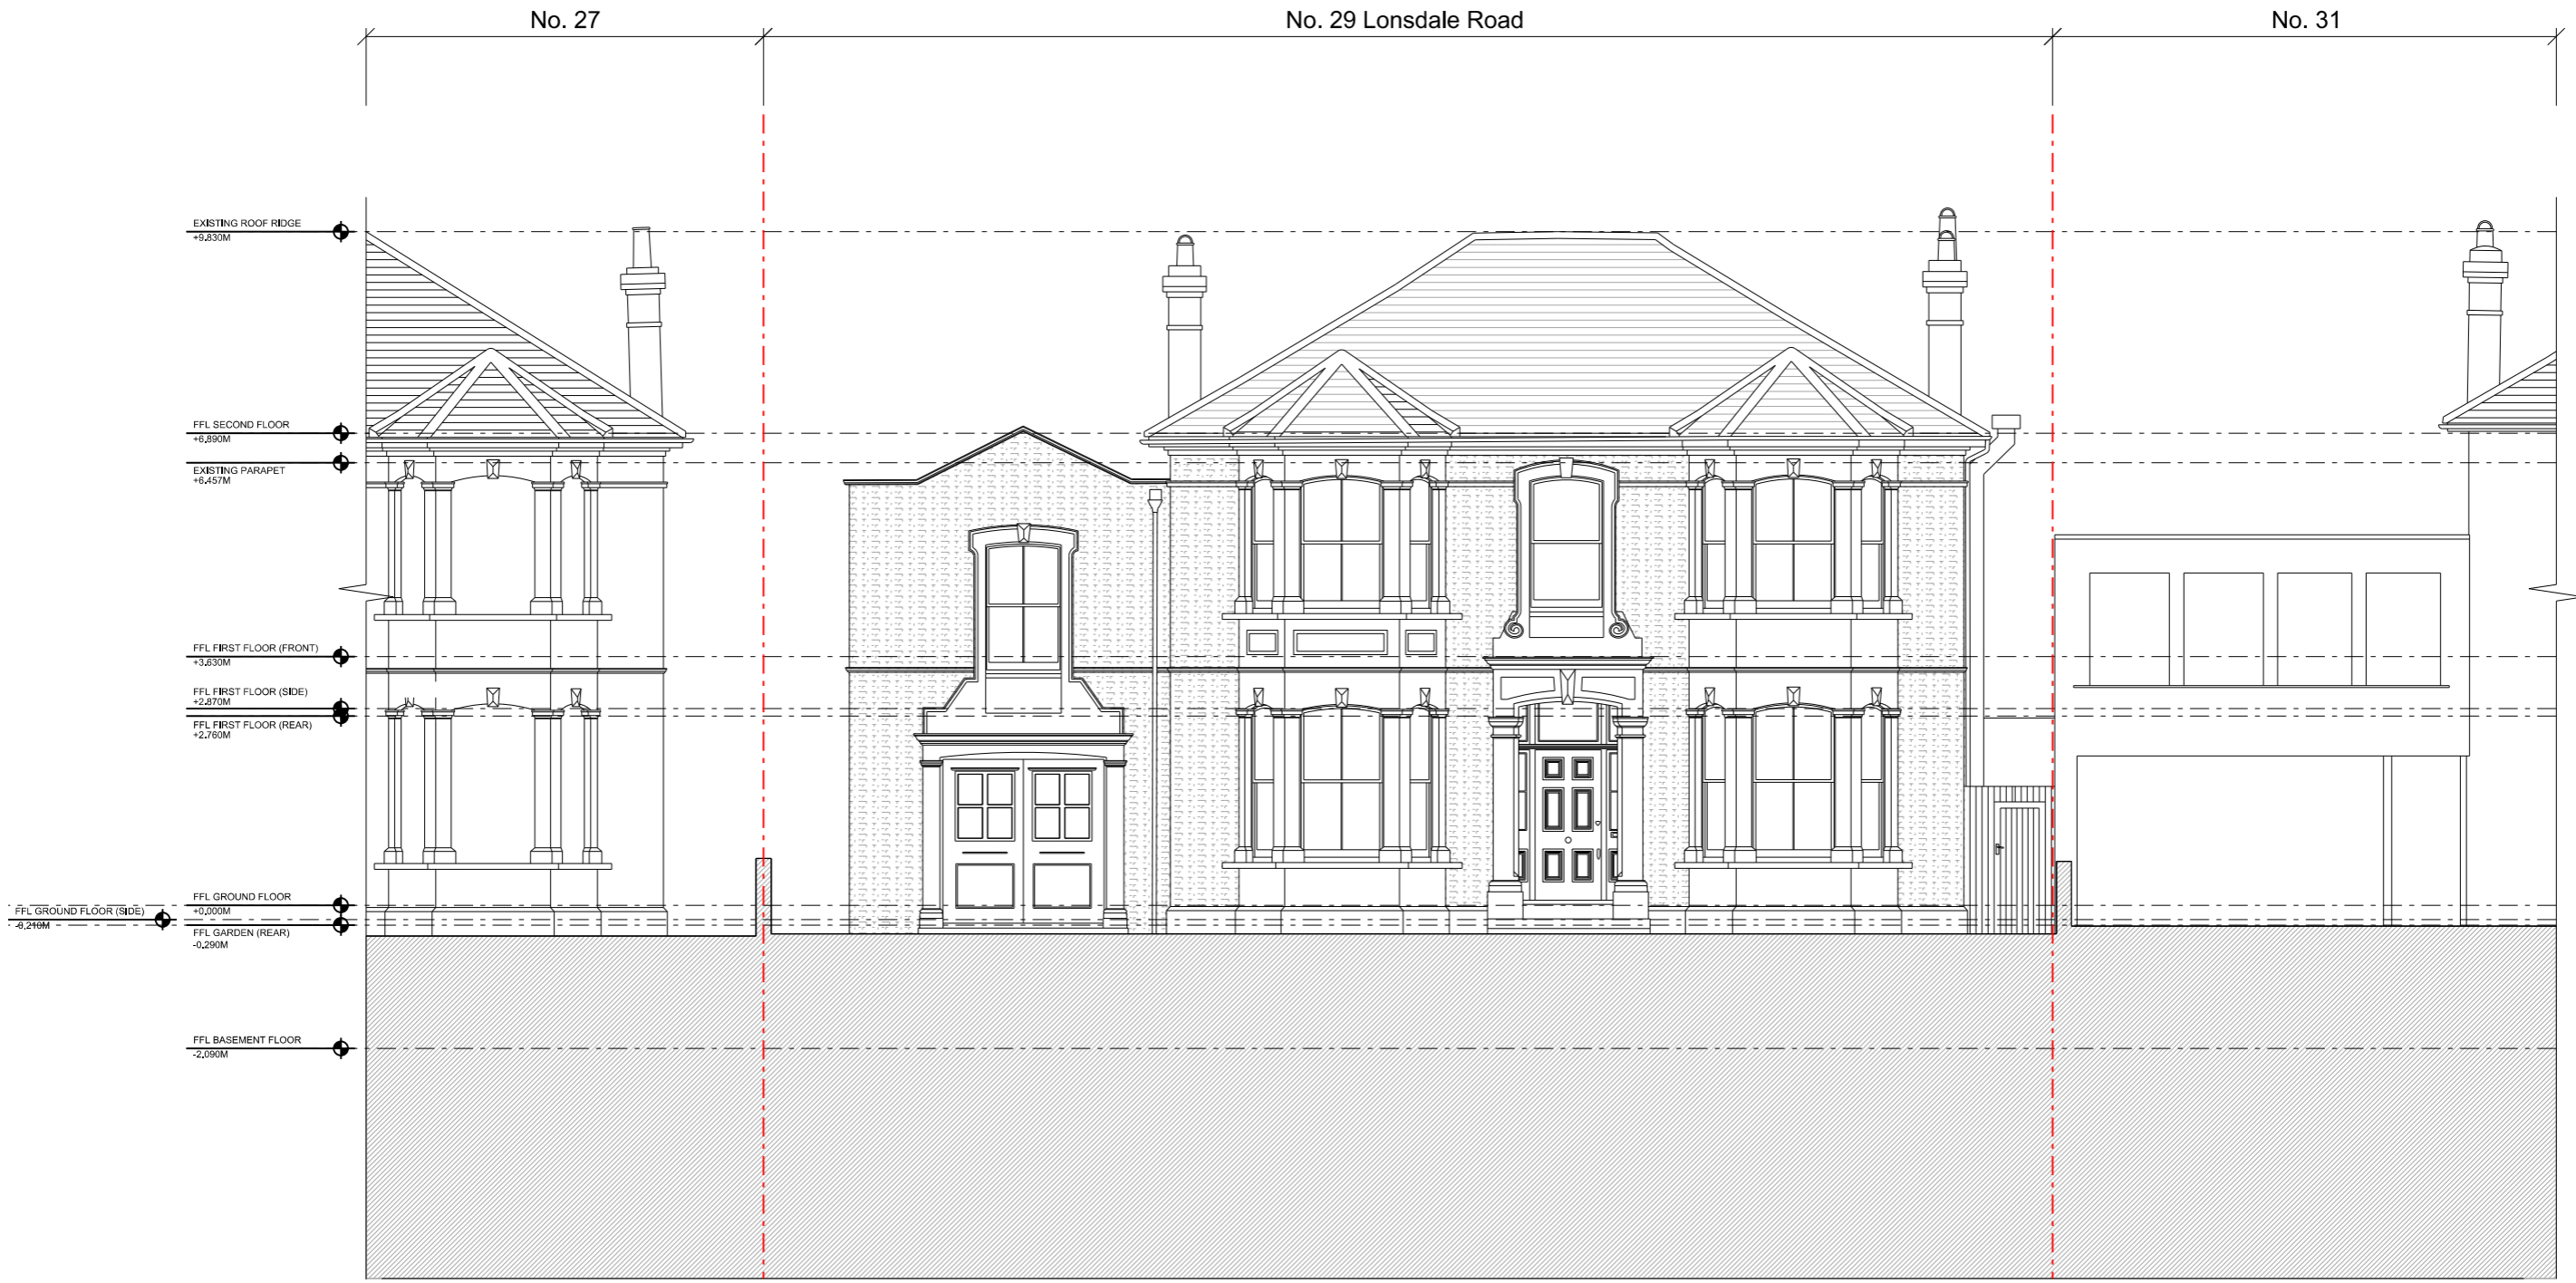 No. 27
No. 29 Lonsdale Road
No. 31
EXISTING ROOF RIDGE
+9.830M
FFL SECOND FLOOR
+6.890M
EXISTING PARAPET
+6.457M
FFL FIRST FLOOR (FRONT)
+3.630M
FFL FIRST FLOOR (SIDE)
+2.870M
FFL FIRST FLOOR (REAR)
+2.760M
FFL GROUND FLOOR
+0.000M
FFL GROUND FLOOR (SIDE)
-0.210M
FFL GARDEN (REAR)
-0.290M
FFL BASEMENT FLOOR
-2.090M